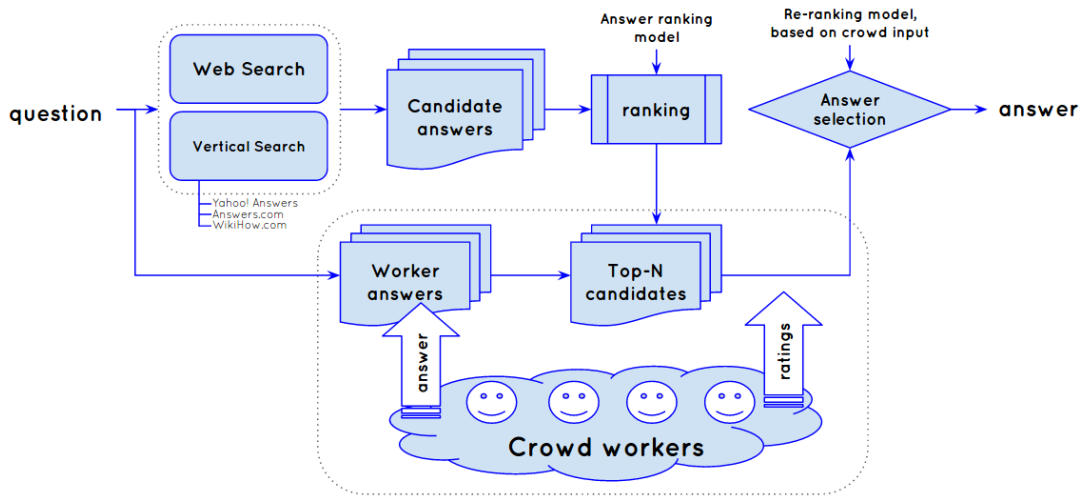 Answer ranking
model
Re-ranking model,
based on crowd input
Web Search
question
Vertical Search
Candidate
answers
ranking
Answer
selection
answer
Yahoo! Answers
Answers.com
WikiHow.com
Worker
answers
Top-N
candidates
answer
ratings
Crowd workers